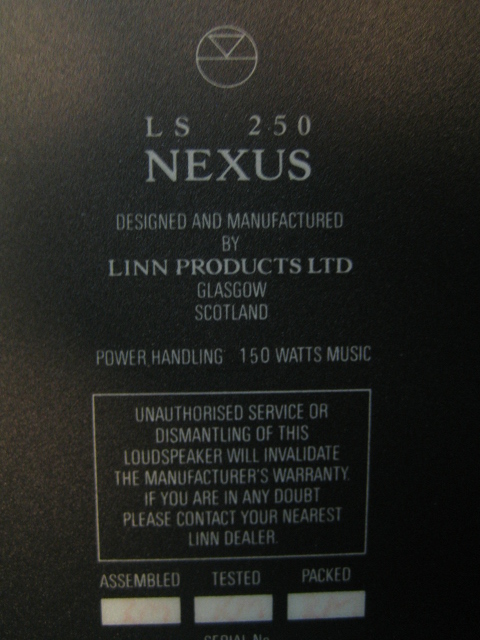 LS 250
NEXUS
DESIGNED AND MANUFACTURED
BY
LINN PRODUCTS LTD
GLASGOW
SCOTLAND
POWER HANDLING 150 WATTS MUSIC
UNAUTHORISED SERVICE OR
DISMANTLING OF THIS
LOUDSPEAKER WILL INVALIDATE
THE MANUFACTURER'S WARRANTY.
IF YOU ARE IN ANY DOUBT
PLEASE CONTACT YOUR NEAREST
LINN DEALER.
ASSEMBLED TESTED PACKED
SERIAL No.